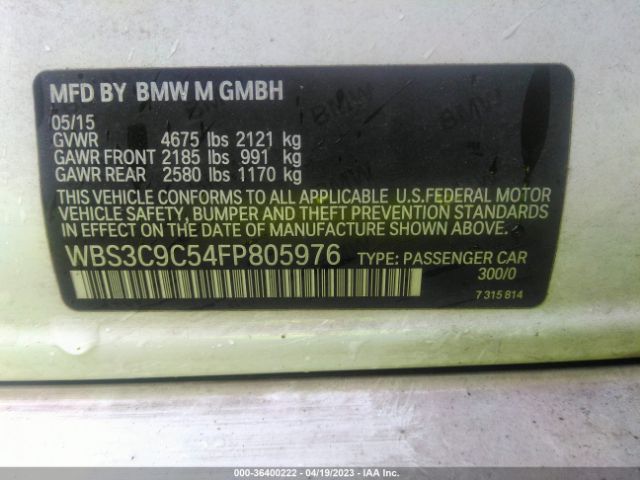 MFD BY BMW M GMBH
05/15
GVWR 4675 lbs 2121 kg
GAWR FRONT 2185 lbs 991 kg
GAWR REAR 2580 lbs 1170 kg
THIS VEHICLE CONFORMS TO ALL APPLICABLE U.S.FEDERAL MOTOR
VEHICLE SAFETY, BUMPER AND THEFT PREVENTION STANDARDS
IN EFFECT ON THE DATE OF MANUFACTURE SHOWN ABOVE.
WBS3C9C54FP805976 TYPE: PASSENGER CAR
300/0
7 315 814
000-36400222 - 04/19/2023 - IAA Inc.